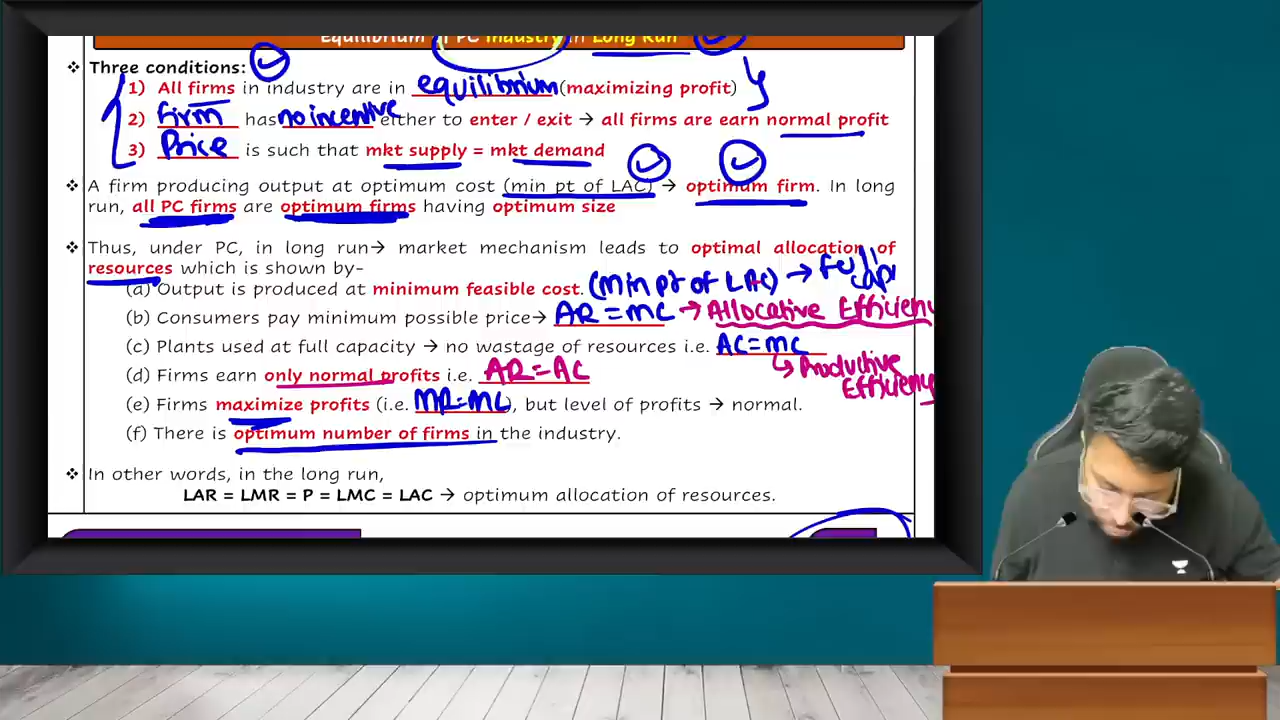 Equilibrium of PC Industry in Long Run
❖ Three conditions:
1) All firms in industry are in equilibrium (maximizing profit)
2) Firm has no incentive either to enter / exit → all firms are earn normal profit
3) Price is such that mkt supply = mkt demand
❖ A firm producing output at optimum cost (min pt of LAC) → optimum firm. In long
run, all PC firms are optimum firms having optimum size
❖ Thus, under PC, in long run→ market mechanism leads to optimal allocation of
resources which is shown by-
(a) Output is produced at minimum feasible cost. (min pt of LAC) → Full cap
(b) Consumers pay minimum possible price→ AR = MC → Allocative Efficieny
(c) Plants used at full capacity → no wastage of resources i.e. AC = MC
↳ Productive
Efficiency
(d) Firms earn only normal profits i.e. AR = AC
(e) Firms maximize profits (i.e. MR = MC), but level of profits → normal.
(f) There is optimum number of firms in the industry.
❖ In other words, in the long run,
LAR = LMR = P = LMC = LAC → optimum allocation of resources.